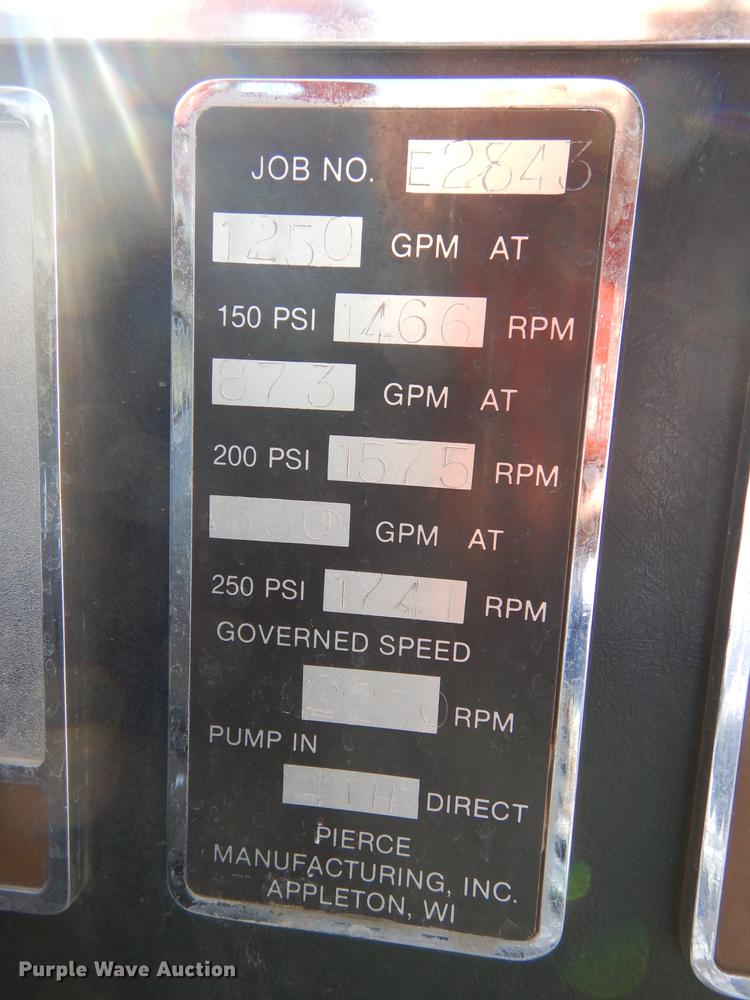 JOB NO. E2843
1250 GPM AT
150 PSI 1466 RPM
873 GPM AT
200 PSI 1575 RPM
630 GPM AT
250 PSI 1741 RPM
GOVERNED SPEED
2250 RPM
PUMP IN
4TH DIRECT
PIERCE
MANUFACTURING, INC.
APPLETON, WI
Purple Wave Auction